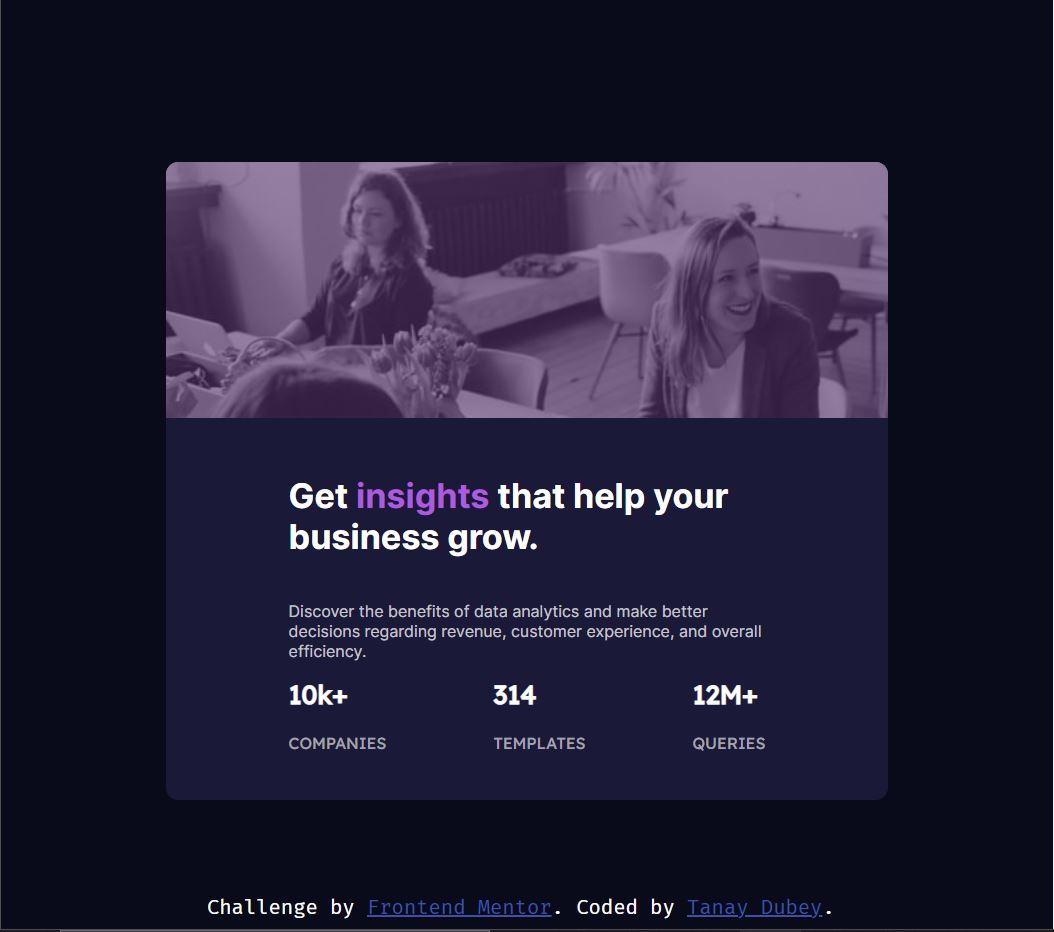 Get insights that help your
business grow.
Discover the benefits of data analytics and make better
decisions regarding revenue, customer experience, and overall
efficiency.
10k+ 314 12M+
COMPANIES TEMPLATES QUERIES
Challenge by Frontend Mentor. Coded by Tanay Dubey.